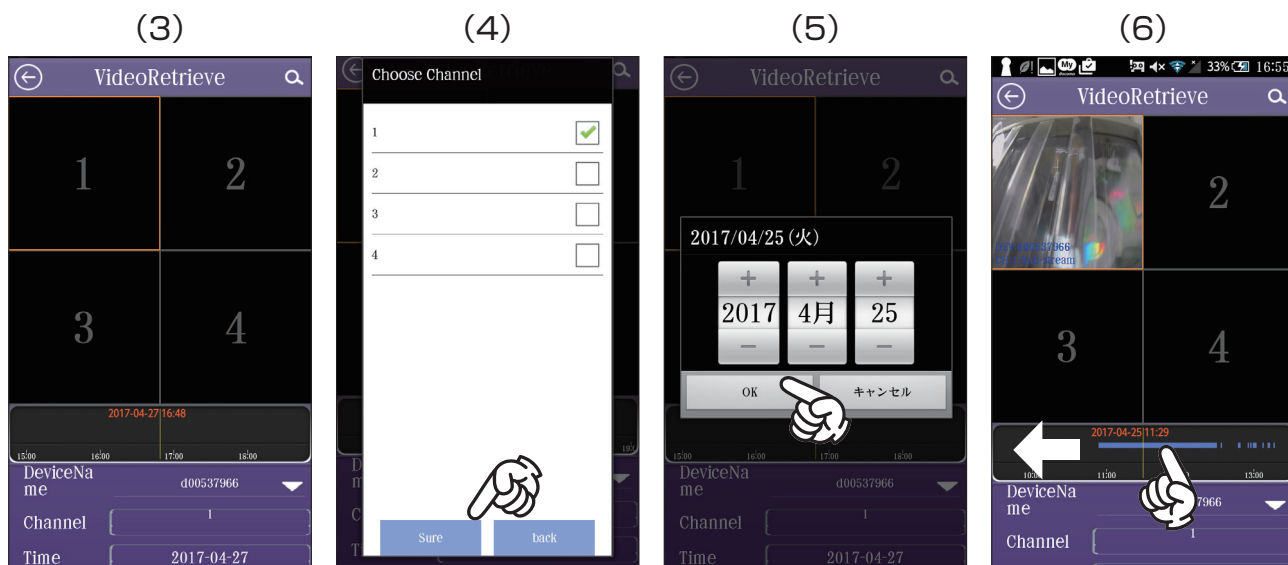 (3)
VideoRetrieve
1
2
3
4
2017-04-27 16:48
15:00 16:00 17:00 18:00
DeviceNa
me
d00537966
Channel
1
Time
2017-04-27
(4)
Choose Channel
1
2
3
4
Sure
back
(5)
VideoRetrieve
1
2
2017/04/25 (火)
+ + +
2017 4月 25
- - -
OK
キャンセル
15:00 16:00 17:00 18:00
DeviceNa
me
d00537966
Channel
1
Time
2017-04-27
(6)
My
33%
16:55
VideoRetrieve
2
3
4
2017-04-25 11:29
11:00 13:00
DeviceNa
me
7966
Channel
1